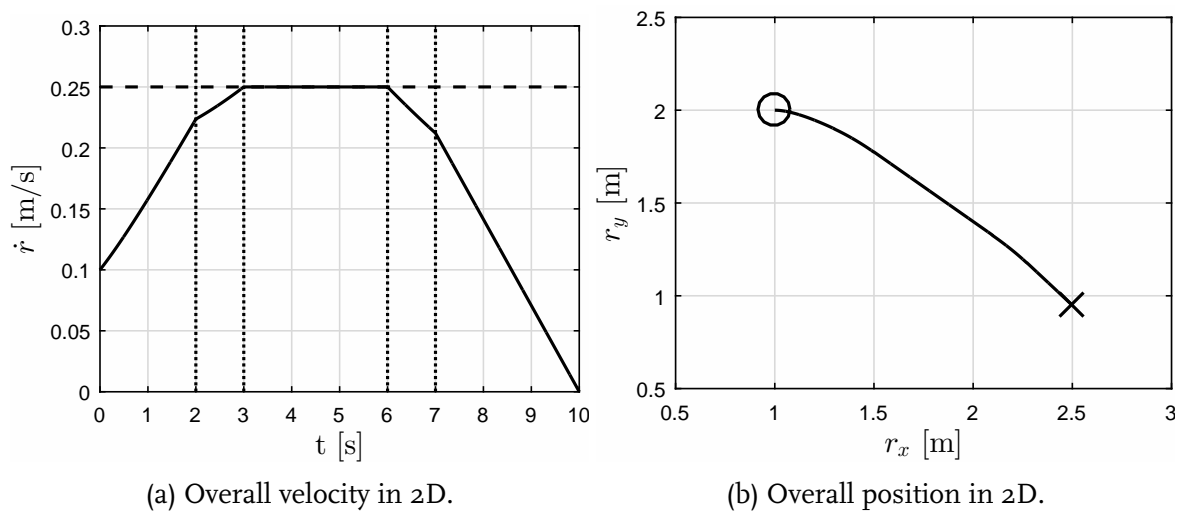 0.3
0.25
0.2
0.15
0.1
0.05
0
ṙ [m/s]
0 1 2 3 4 5 6 7 8 9 10
t [s]
(a) Overall velocity in 2D.
2.5
2
1.5
1
0.5
r_y [m]
0.5 1 1.5 2 2.5 3
r_x [m]
(b) Overall position in 2D.